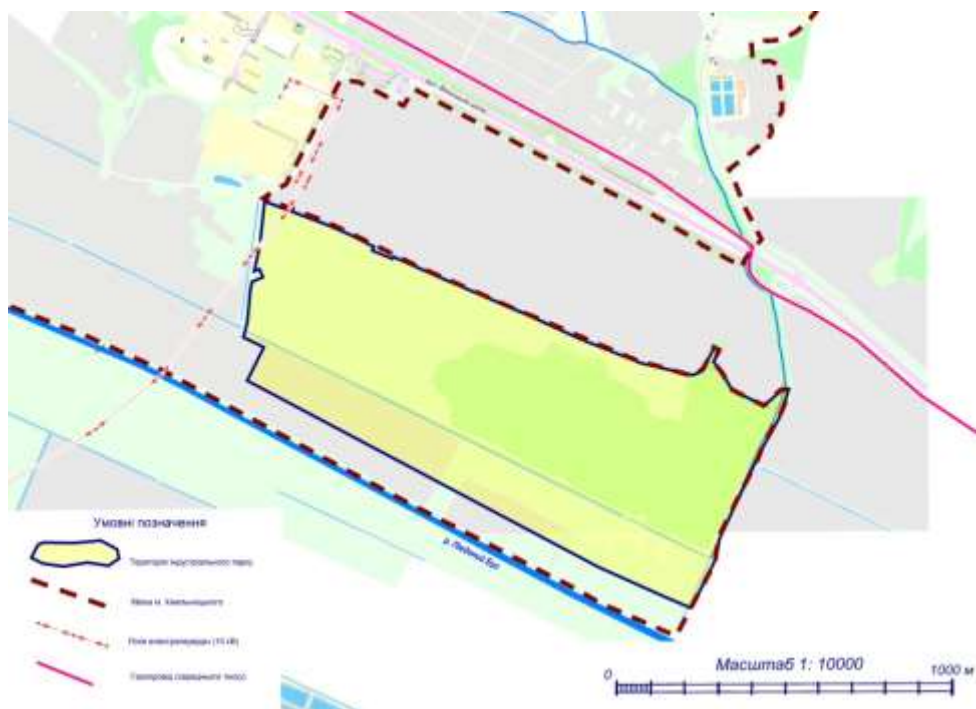 р. Південний Буг
Умовні позначення
Територія індустріального парку
Межа м. Хмельницького
Лінія електропередач (10 кВ)
Газопровід середнього тиску
Масштаб 1: 10000
0
1000 м